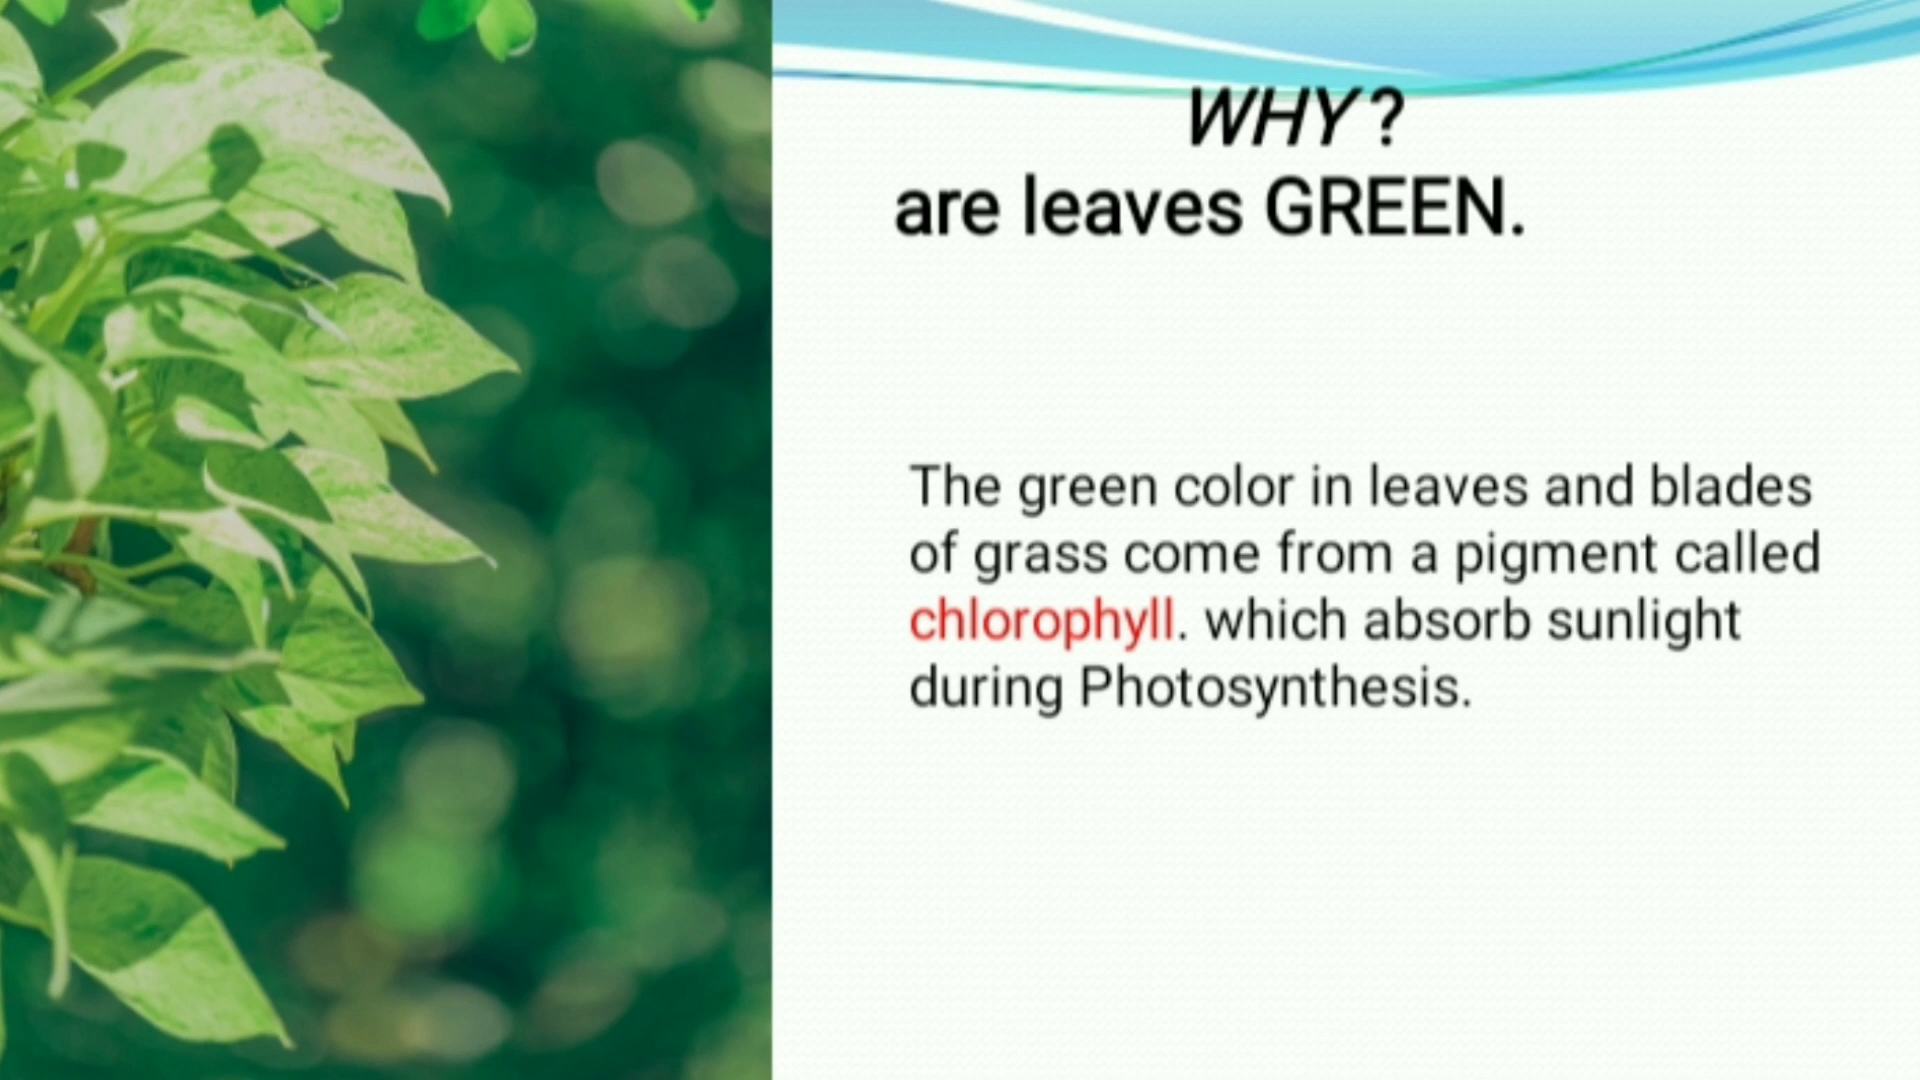 WHY?
are leaves GREEN.
The green color in leaves and blades
of grass come from a pigment called
chlorophyll. which absorb sunlight
during Photosynthesis.